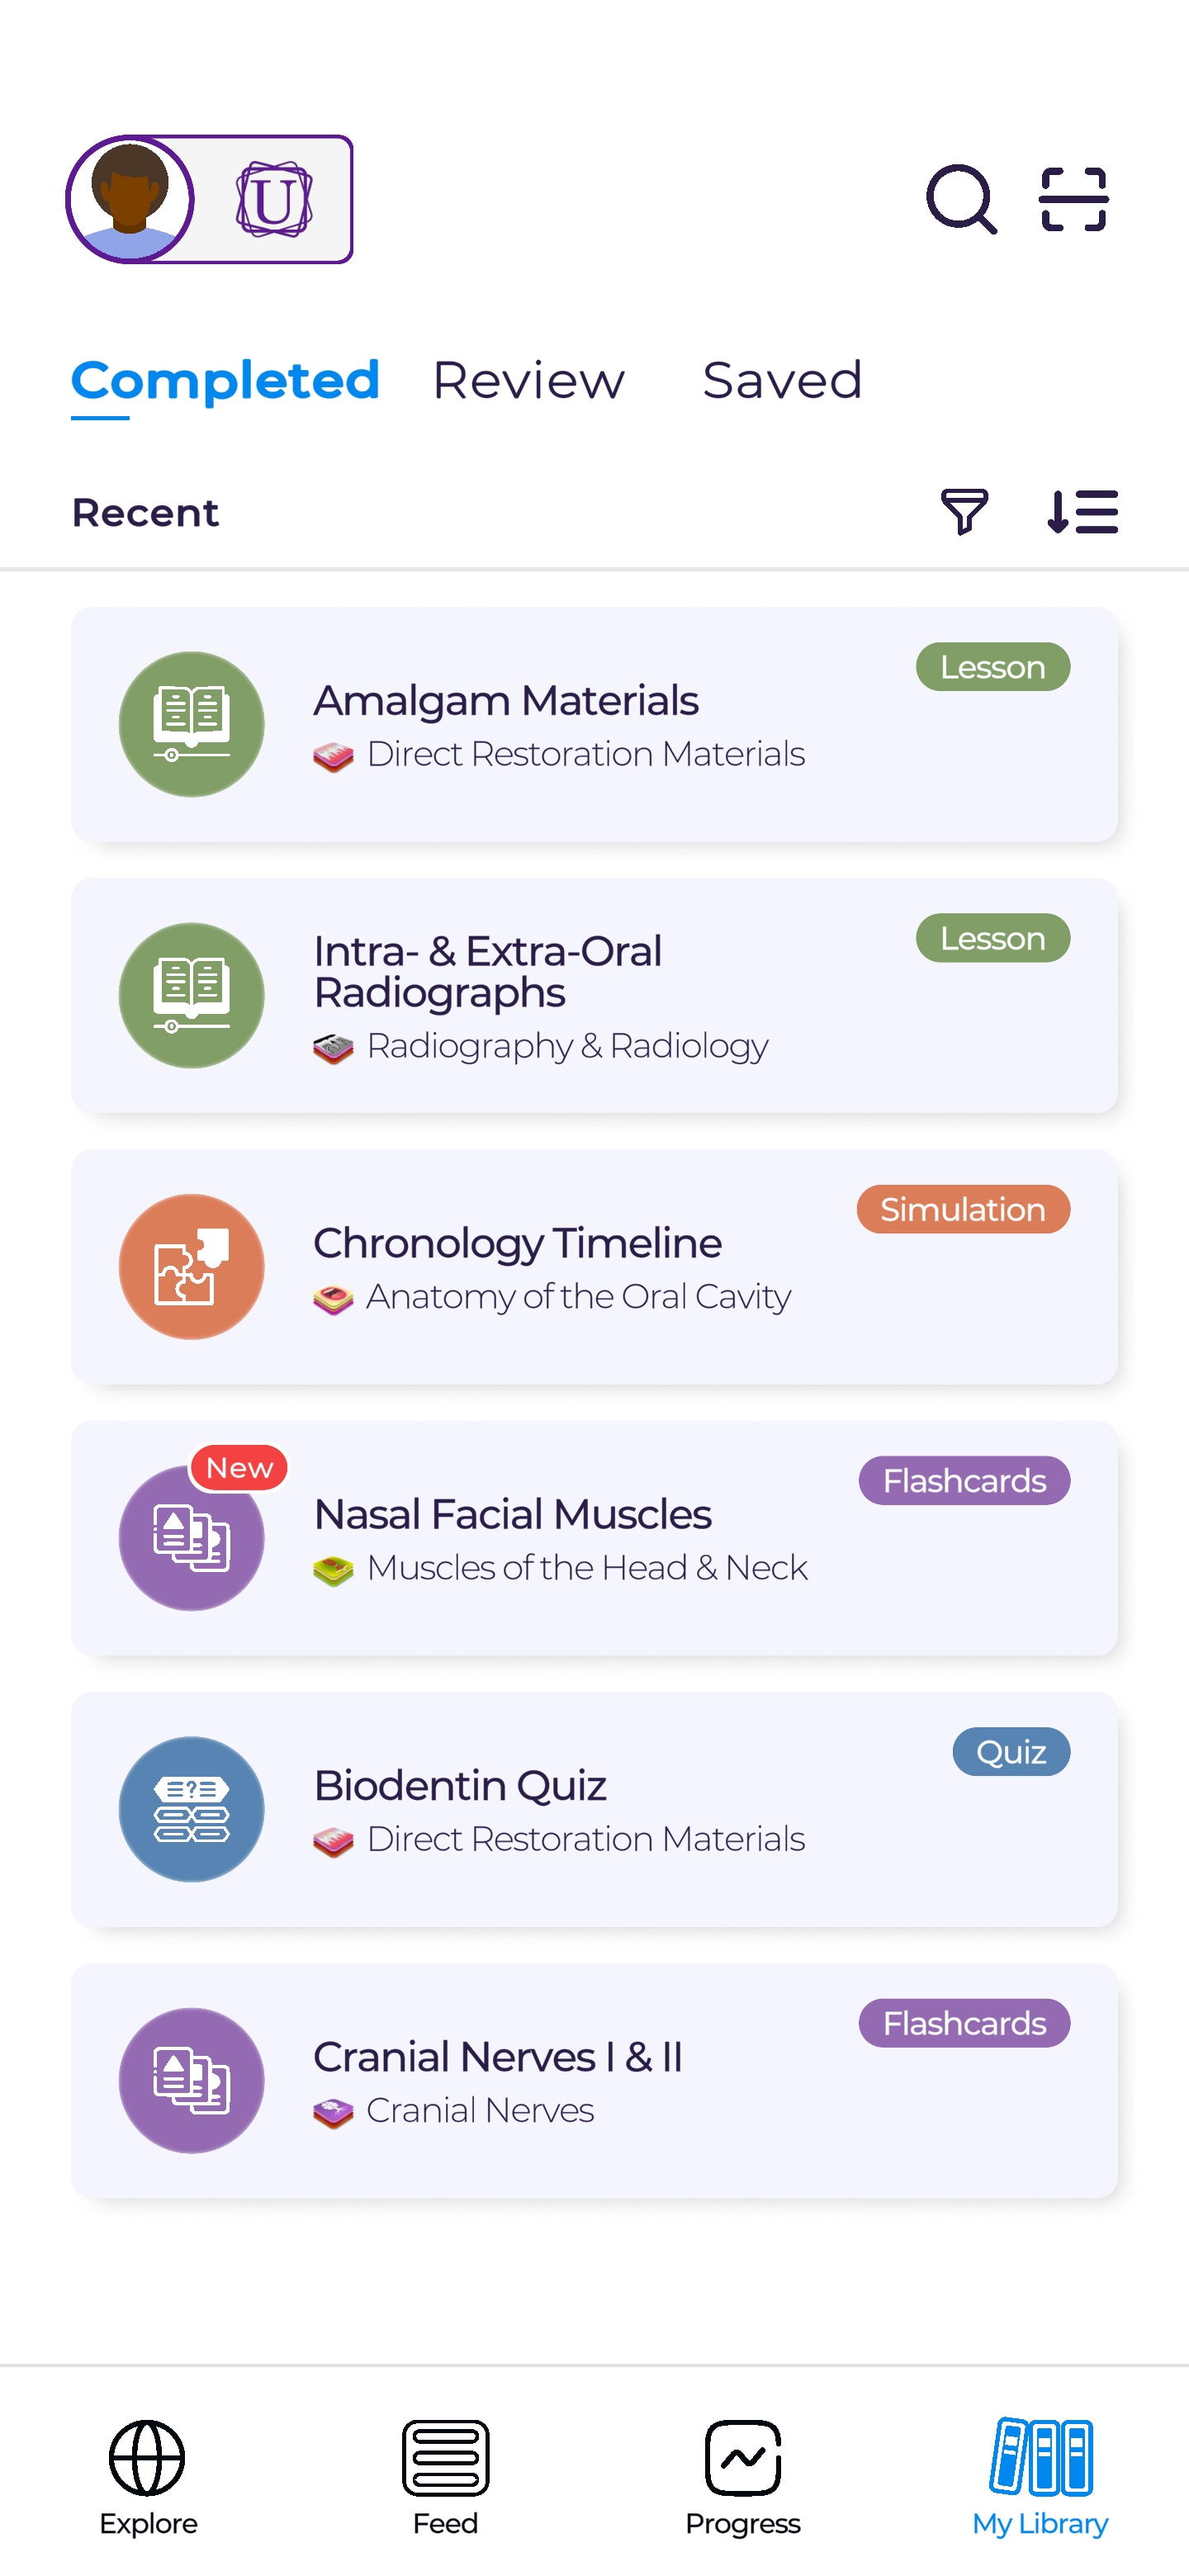 U
Completed Review Saved
Recent
Lesson
Amalgam Materials
Direct Restoration Materials
Lesson
Intra- & Extra-Oral
Radiographs
Radiography & Radiology
Simulation
Chronology Timeline
Anatomy of the Oral Cavity
New
Flashcards
Nasal Facial Muscles
Muscles of the Head & Neck
Quiz
Biodentin Quiz
Direct Restoration Materials
Flashcards
Cranial Nerves I & II
Cranial Nerves
Explore Feed Progress My Library